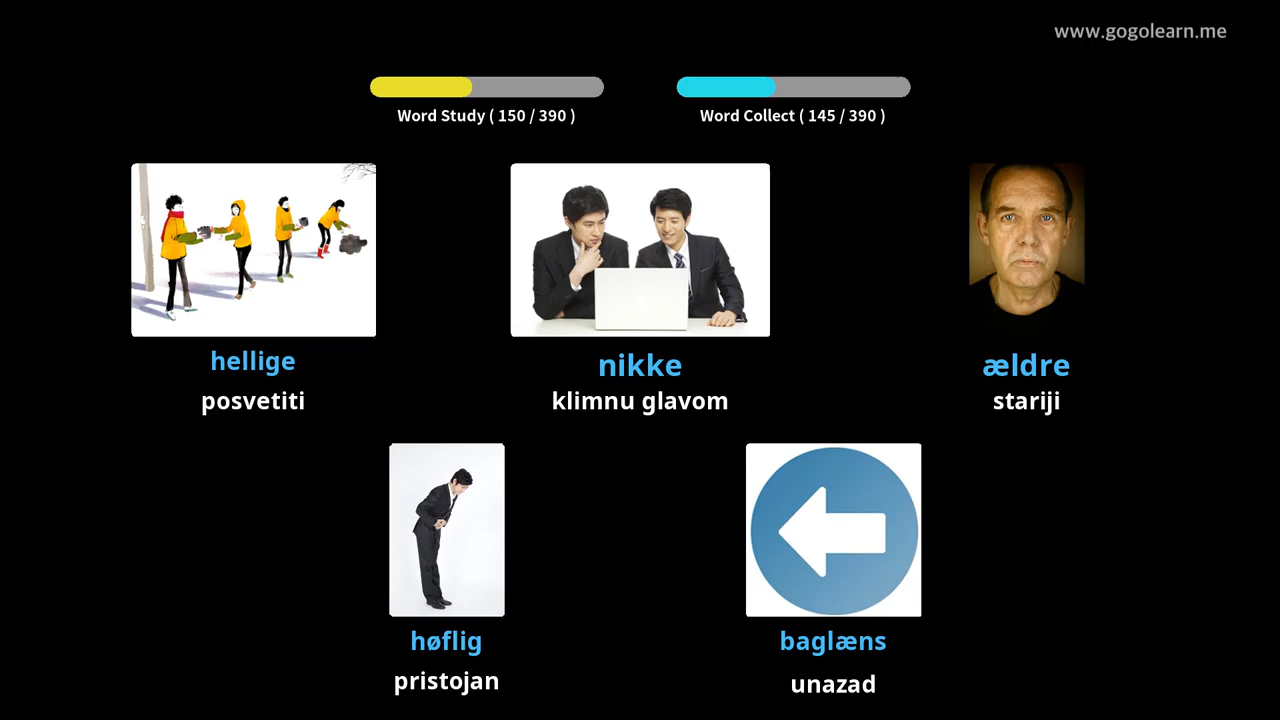 www.gogolearn.me
Word Study ( 150 / 390 )
Word Collect ( 145 / 390 )
hellige
posvetiti
nikke
klimnu glavom
ældre
stariji
høflig
pristojan
baglæns
unazad